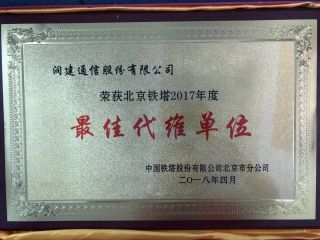 润建通信股份有限公司
荣获北京铁塔2017年度
最佳代维单位
中国铁塔股份有限公司北京市分公司
二〇一八年四月